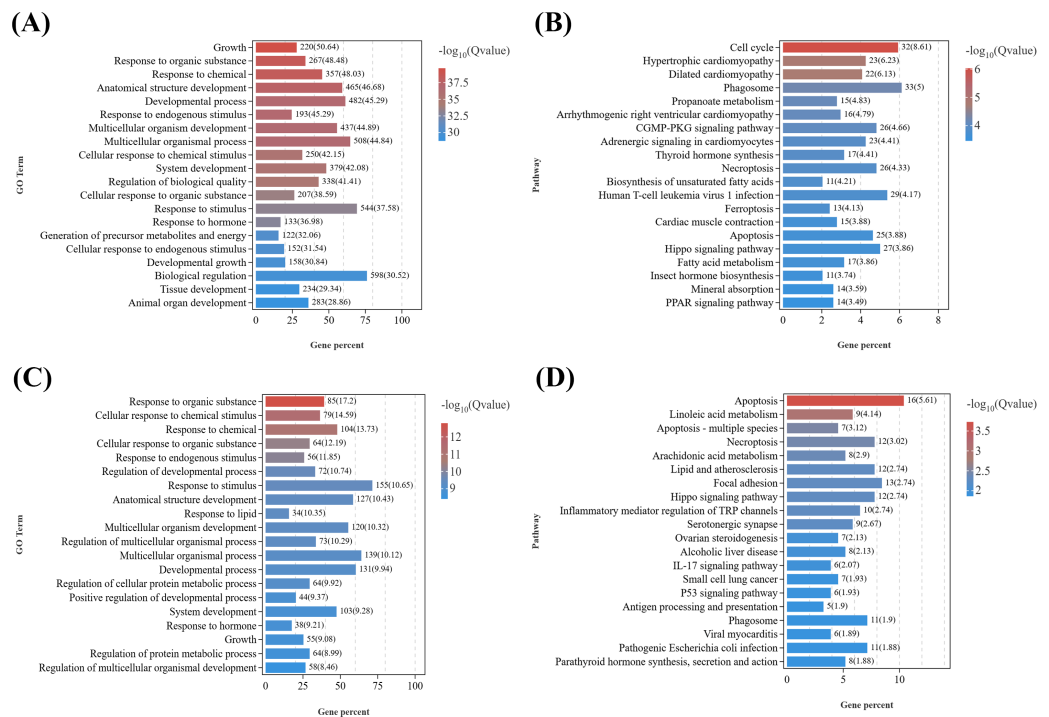 (A)
Growth 220(50.64)
Response to organic substance 267(48.48)
Response to chemical 357(48.03)
Anatomical structure development 465(46.68)
Developmental process 482(45.29)
Response to endogenous stimulus 193(45.29)
Multicellular organism development 437(44.89)
Multicellular organismal process 508(44.84)
Cellular response to chemical stimulus 250(42.15)
System development 379(42.08)
Regulation of biological quality 338(41.41)
Cellular response to organic substance 207(38.59)
Response to stimulus 544(37.58)
Response to hormone 133(36.98)
Generation of precursor metabolites and energy 122(32.06)
Cellular response to endogenous stimulus 152(31.54)
Developmental growth 158(30.84)
Biological regulation 598(30.52)
Tissue development 234(29.34)
Animal organ development 283(28.86)
0 25 50 75 100
Gene percent
GO Term
-log10(Qvalue)
37.5
35
32.5
30
(B)
Cell cycle 32(8.61)
Hypertrophic cardiomyopathy 23(6.23)
Dilated cardiomyopathy 22(6.13)
Phagosome 33(5)
Propanoate metabolism 15(4.83)
Arrhythmogenic right ventricular cardiomyopathy 16(4.79)
CGMP-PKG signaling pathway 26(4.66)
Adrenergic signaling in cardiomyocytes 23(4.41)
Thyroid hormone synthesis 17(4.41)
Necroptosis 26(4.33)
Biosynthesis of unsaturated fatty acids 11(4.21)
Human T-cell leukemia virus 1 infection 29(4.17)
Ferroptosis 13(4.13)
Cardiac muscle contraction 15(3.88)
Apoptosis 25(3.88)
Hippo signaling pathway 27(3.86)
Fatty acid metabolism 17(3.86)
Insect hormone biosynthesis 11(3.74)
Mineral absorption 14(3.59)
PPAR signaling pathway 14(3.49)
0 2 4 6 8
Gene percent
Pathway
-log10(Qvalue)
6
5
4
(C)
Response to organic substance 85(17.2)
Cellular response to chemical stimulus 79(14.59)
Response to chemical 104(13.73)
Cellular response to organic substance 64(12.19)
Response to endogenous stimulus 56(11.85)
Regulation of developmental process 72(10.74)
Response to stimulus 155(10.65)
Anatomical structure development 127(10.43)
Response to lipid 34(10.35)
Multicellular organism development 120(10.32)
Regulation of multicellular organismal process 73(10.29)
Multicellular organismal process 139(10.12)
Developmental process 131(9.94)
Regulation of cellular protein metabolic process 64(9.92)
Positive regulation of developmental process 44(9.37)
System development 103(9.28)
Response to hormone 38(9.21)
Growth 55(9.08)
Regulation of protein metabolic process 64(8.99)
Regulation of multicellular organismal development 58(8.46)
0 25 50 75 100
Gene percent
GO Term
-log10(Qvalue)
12
11
10
9
(D)
Apoptosis 16(5.61)
Linoleic acid metabolism 9(4.14)
Apoptosis - multiple species 7(3.12)
Necroptosis 12(3.02)
Arachidonic acid metabolism 8(2.9)
Lipid and atherosclerosis 12(2.74)
Focal adhesion 13(2.74)
Hippo signaling pathway 12(2.74)
Inflammatory mediator regulation of TRP channels 10(2.74)
Serotonergic synapse 9(2.67)
Ovarian steroidogenesis 7(2.13)
Alcoholic liver disease 8(2.13)
IL-17 signaling pathway 6(2.07)
Small cell lung cancer 7(1.93)
P53 signaling pathway 6(1.93)
Antigen processing and presentation 5(1.9)
Phagosome 11(1.9)
Viral myocarditis 6(1.89)
Pathogenic Escherichia coli infection 11(1.88)
Parathyroid hormone synthesis, secretion and action 8(1.88)
0 5 10
Gene percent
Pathway
-log10(Qvalue)
3.5
3
2.5
2